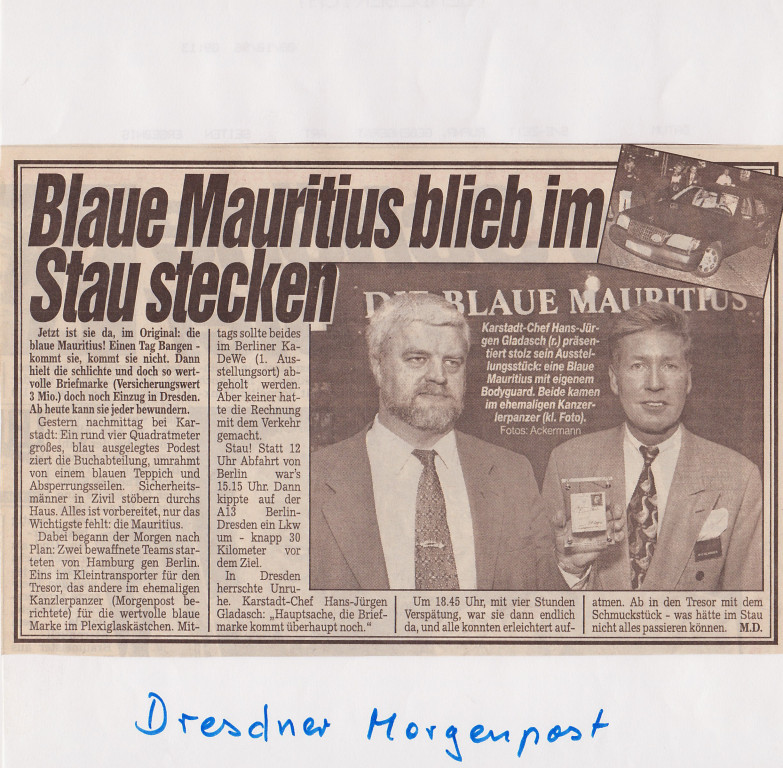 Blaue Mauritius blieb im
Stau stecken
Jetzt ist sie da, im Original: die
blaue Mauritius! Einen Tag Bangen -
kommt sie, kommt sie nicht. Dann
hielt die schlichte und doch so wert-
volle Briefmarke (Versicherungswert
3 Mio.) doch noch Einzug in Dresden.
Ab heute kann sie jeder bewundern.
Gestern nachmittag bei Kar-
stadt: Ein rund vier Quadratmeter
großes, blau ausgelegtes Podest
ziert die Buchabteilung, umrahmt
von einem blauen Teppich und
Absperrungsseilen. Sicherheits-
männer in Zivil stöbern durchs
Haus. Alles ist vorbereitet, nur das
Wichtigste fehlt: die Mauritius.
Dabei begann der Morgen nach
Plan: Zwei bewaffnete Teams star-
teten von Hamburg gen Berlin.
Eins im Kleintransporter für den
Tresor, das andere im ehemaligen
Kanzlerpanzer (Morgenpost be-
richtete) für die wertvolle blaue
Marke im Plexiglaskästchen. Mit-
tags sollte beides
im Berliner Ka-
DeWe (1. Aus-
stellungsort) ab-
geholt werden.
Aber keiner hat-
te die Rechnung
mit dem Verkehr
gemacht.
Stau! Statt 12
Uhr Abfahrt von
Berlin war's
15.15 Uhr. Dann
kippte auf der
A13 Berlin-
Dresden ein Lkw
um - knapp 30
Kilometer vor
dem Ziel.
In Dresden
herrschte Unru-
he. Karstadt-Chef Hans-Jürgen
Gladasch: „Hauptsache, die Brief-
marke kommt überhaupt noch."
Um 18.45 Uhr, mit vier Stunden
Verspätung, war sie dann endlich
da, und alle konnten erleichtert auf-
atmen. Ab in den Tresor mit dem
Schmuckstück - was hätte im Stau
nicht alles passieren können. M.D.
DIE BLAUE MAURITIUS
Karstadt-Chef Hans-Jür-
gen Gladasch (r.) präsen-
tiert stolz sein Ausstel-
lungsstück: eine Blaue
Mauritius mit eigenem
Bodyguard. Beide kamen
im ehemaligen Kanzer-
lerpanzer (kl. Foto).
Fotos: Ackermann
Dresdner Morgenpost